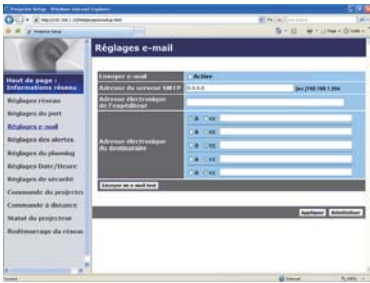 Projector Setup - Windows Internet Explorer
Projector Setup
Réglages e-mail
Haut de page :
Informations réseau
Réglages réseau
Réglages du port
Réglages e-mail
Réglages des alertes
Réglages du planning
Réglages Date/Heure
Réglages de sécurité
Commande du projecteur
Commande à distance
Statut du projecteur
Redémarrage du réseau
Envoyer e-mail
Active
Adresse du serveur SMTP
0.0.0.0
Adresse électronique
de l'expéditeur
Adresse électronique
du destinataire
à cc
à cc
à cc
à cc
à cc
Envoyer un e-mail test
Appliquer
Réinitialiser
Internet